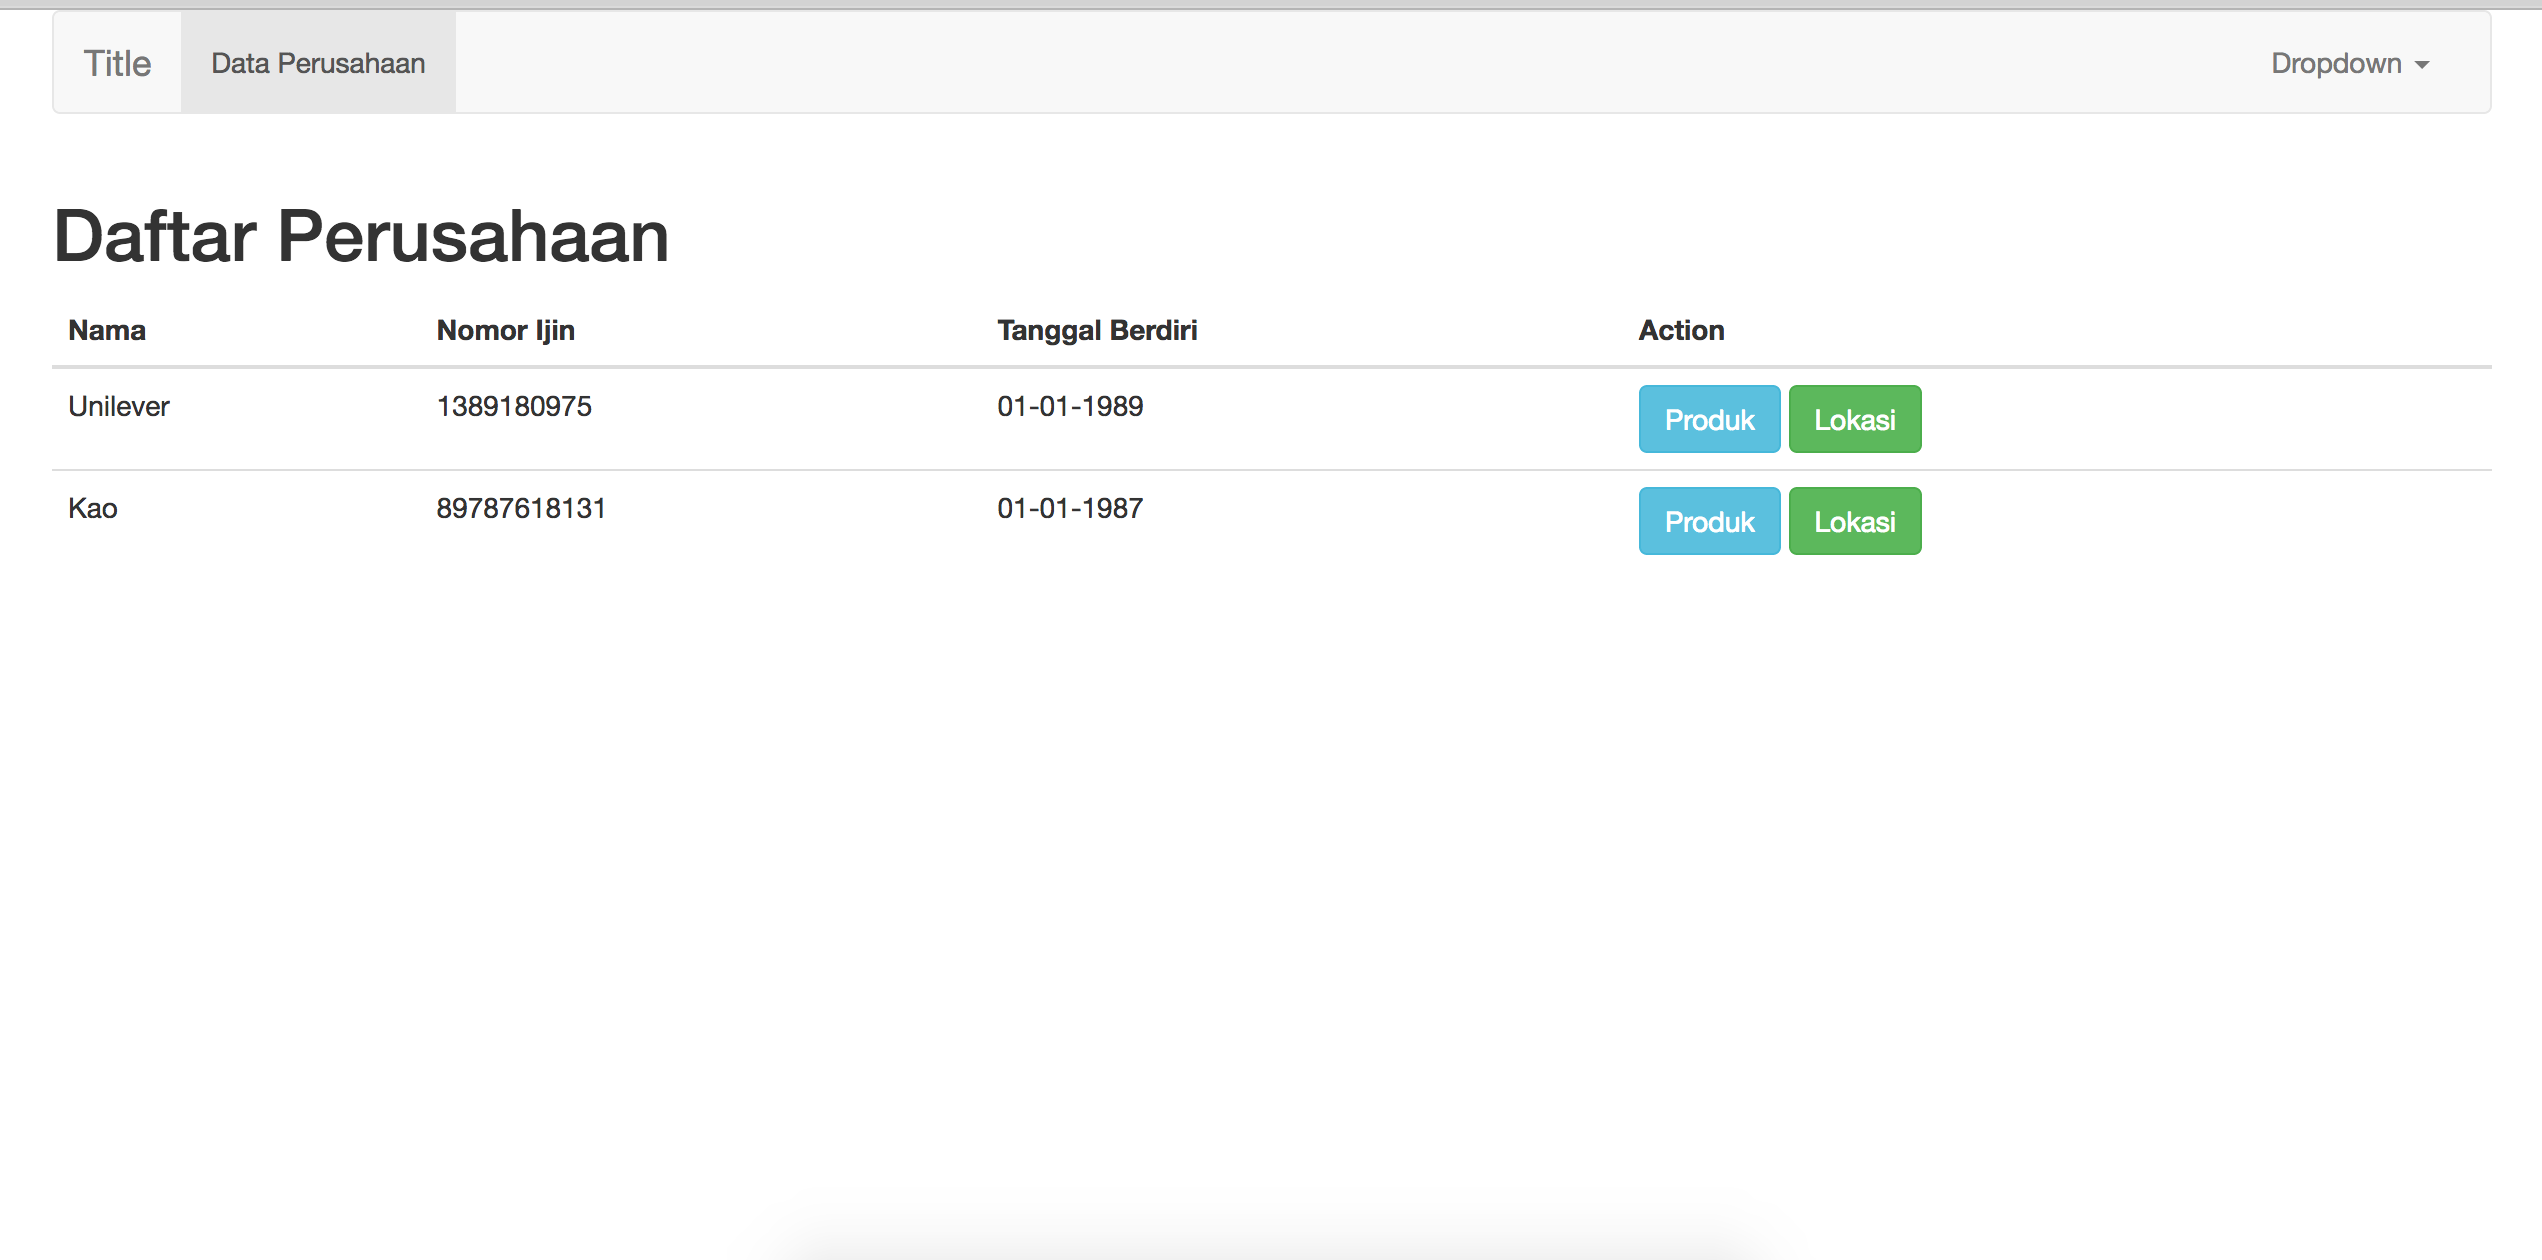 Title Data Perusahaan Dropdown
Daftar Perusahaan
Nama Nomor Ijin Tanggal Berdiri Action
Unilever 1389180975 01-01-1989 Produk Lokasi
Kao 89787618131 01-01-1987 Produk Lokasi